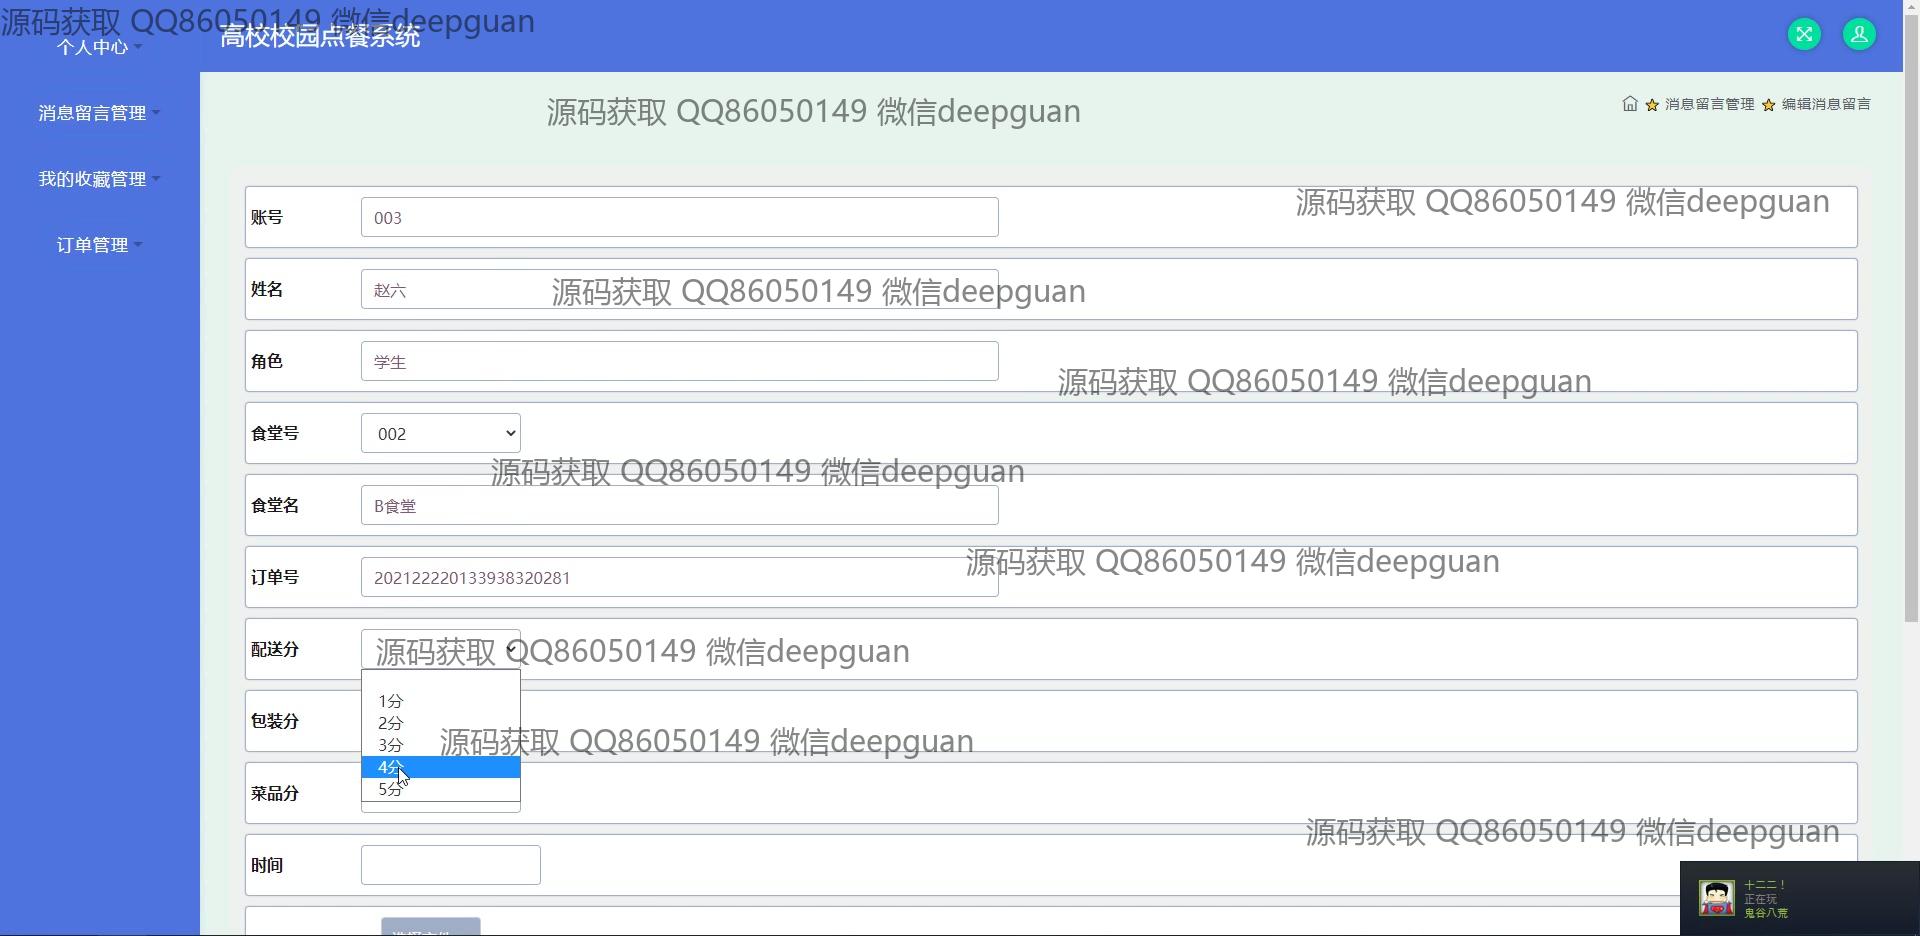 源码获取 QQ86050149 微信deepguan
个人中心
高校校园点餐系统
消息留言管理
我的收藏管理
订单管理
源码获取 QQ86050149 微信deepguan
消息留言管理 编辑消息留言
账号 003
源码获取 QQ86050149 微信deepguan
姓名 赵六
源码获取 QQ86050149 微信deepguan
角色 学生
源码获取 QQ86050149 微信deepguan
食堂号 002
源码获取 QQ86050149 微信deepguan
食堂名 B食堂
源码获取 QQ86050149 微信deepguan
订单号 202122220133938320281
配送分
源码获取 QQ86050149 微信deepguan
1分
2分
3分
4分
5分
包装分
源码获取 QQ86050149 微信deepguan
菜品分
源码获取 QQ86050149 微信deepguan
时间
十二二！
正在玩
鬼谷八荒